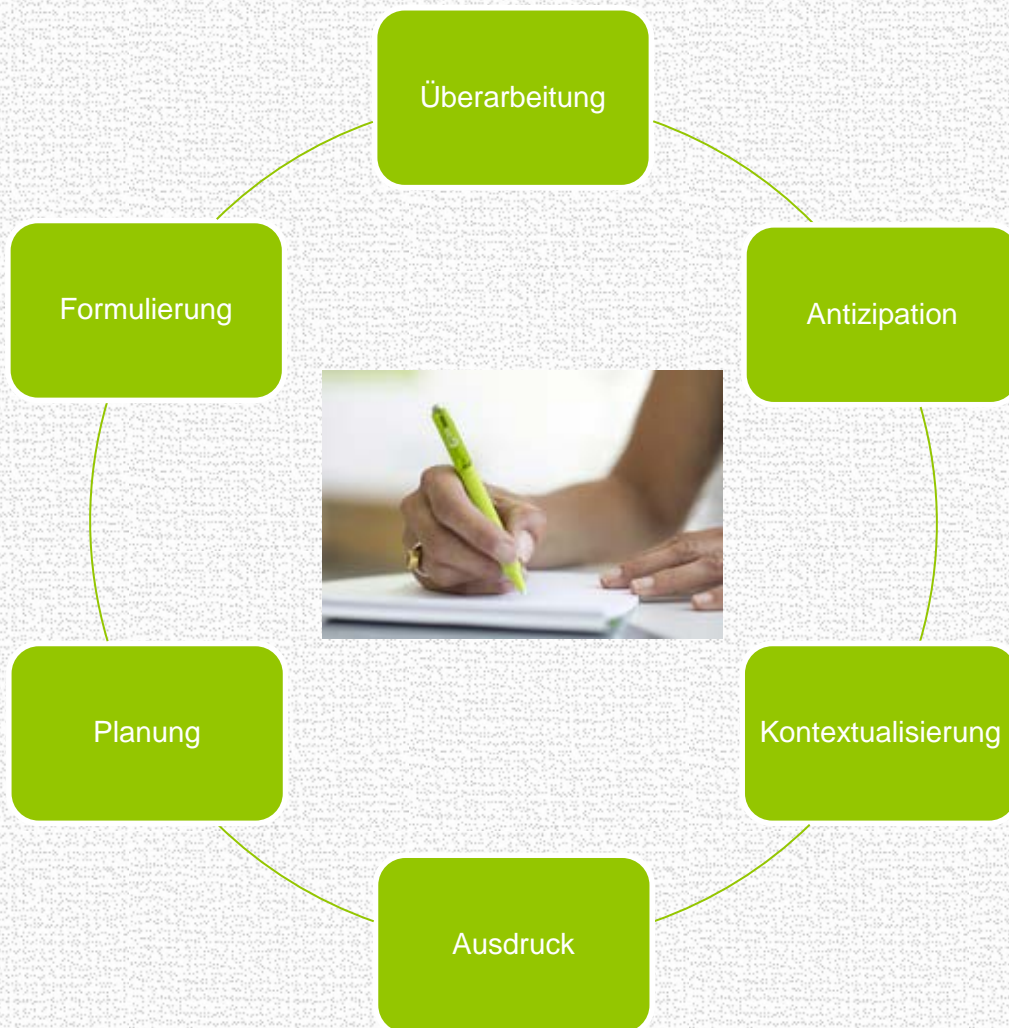 Überarbeitung
Antizipation
Kontextualisierung
Ausdruck
Planung
Formulierung